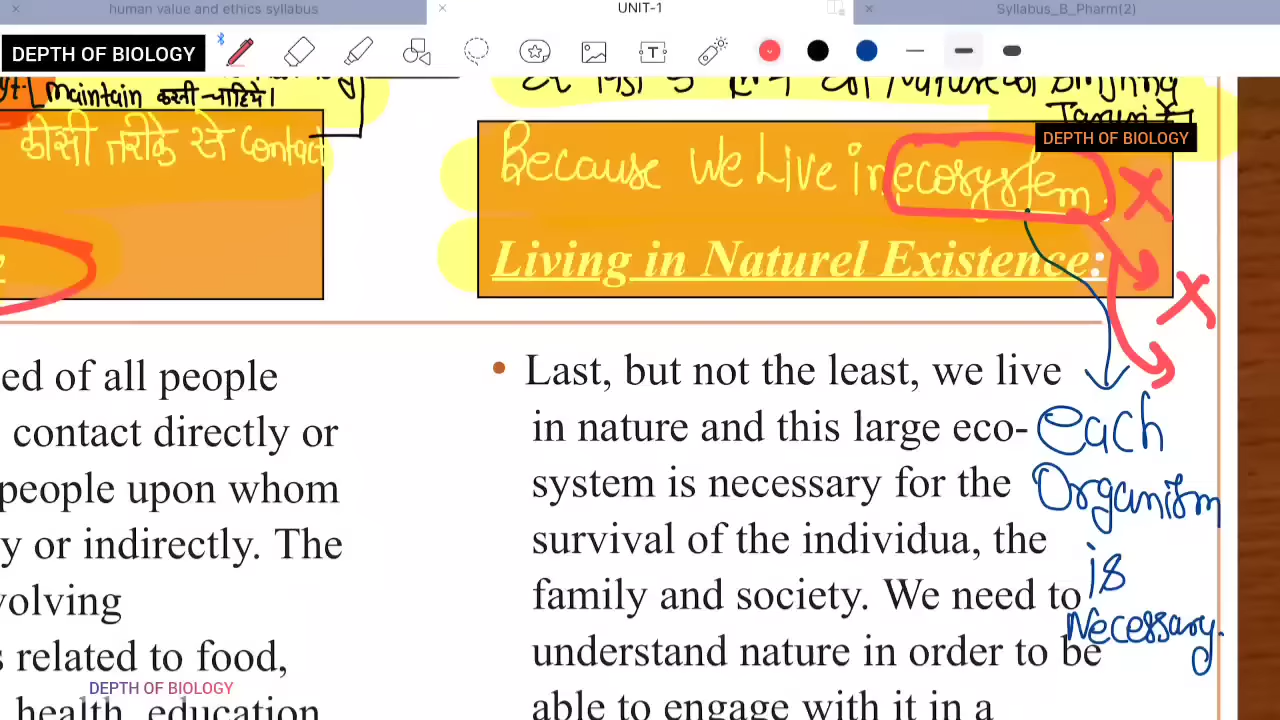 human value and ethics syllabus
UNIT-1
Syllabus_B_Pharm(2)
DEPTH OF BIOLOGY
maintain करनी चाहिये।
कीसी तरीके से contact
DEPTH OF BIOLOGY
Because we Live in ecosystem.
Living in Naturel Existence:
ed of all people
contact directly or
people upon whom
y or indirectly. The
volving
s related to food,
health, education
• Last, but not the least, we live
in nature and this large eco-
system is necessary for the
survival of the individua, the
family and society. We need to
understand nature in order to be
able to engage with it in a
each
Organism
is
Necessary.
DEPTH OF BIOLOGY